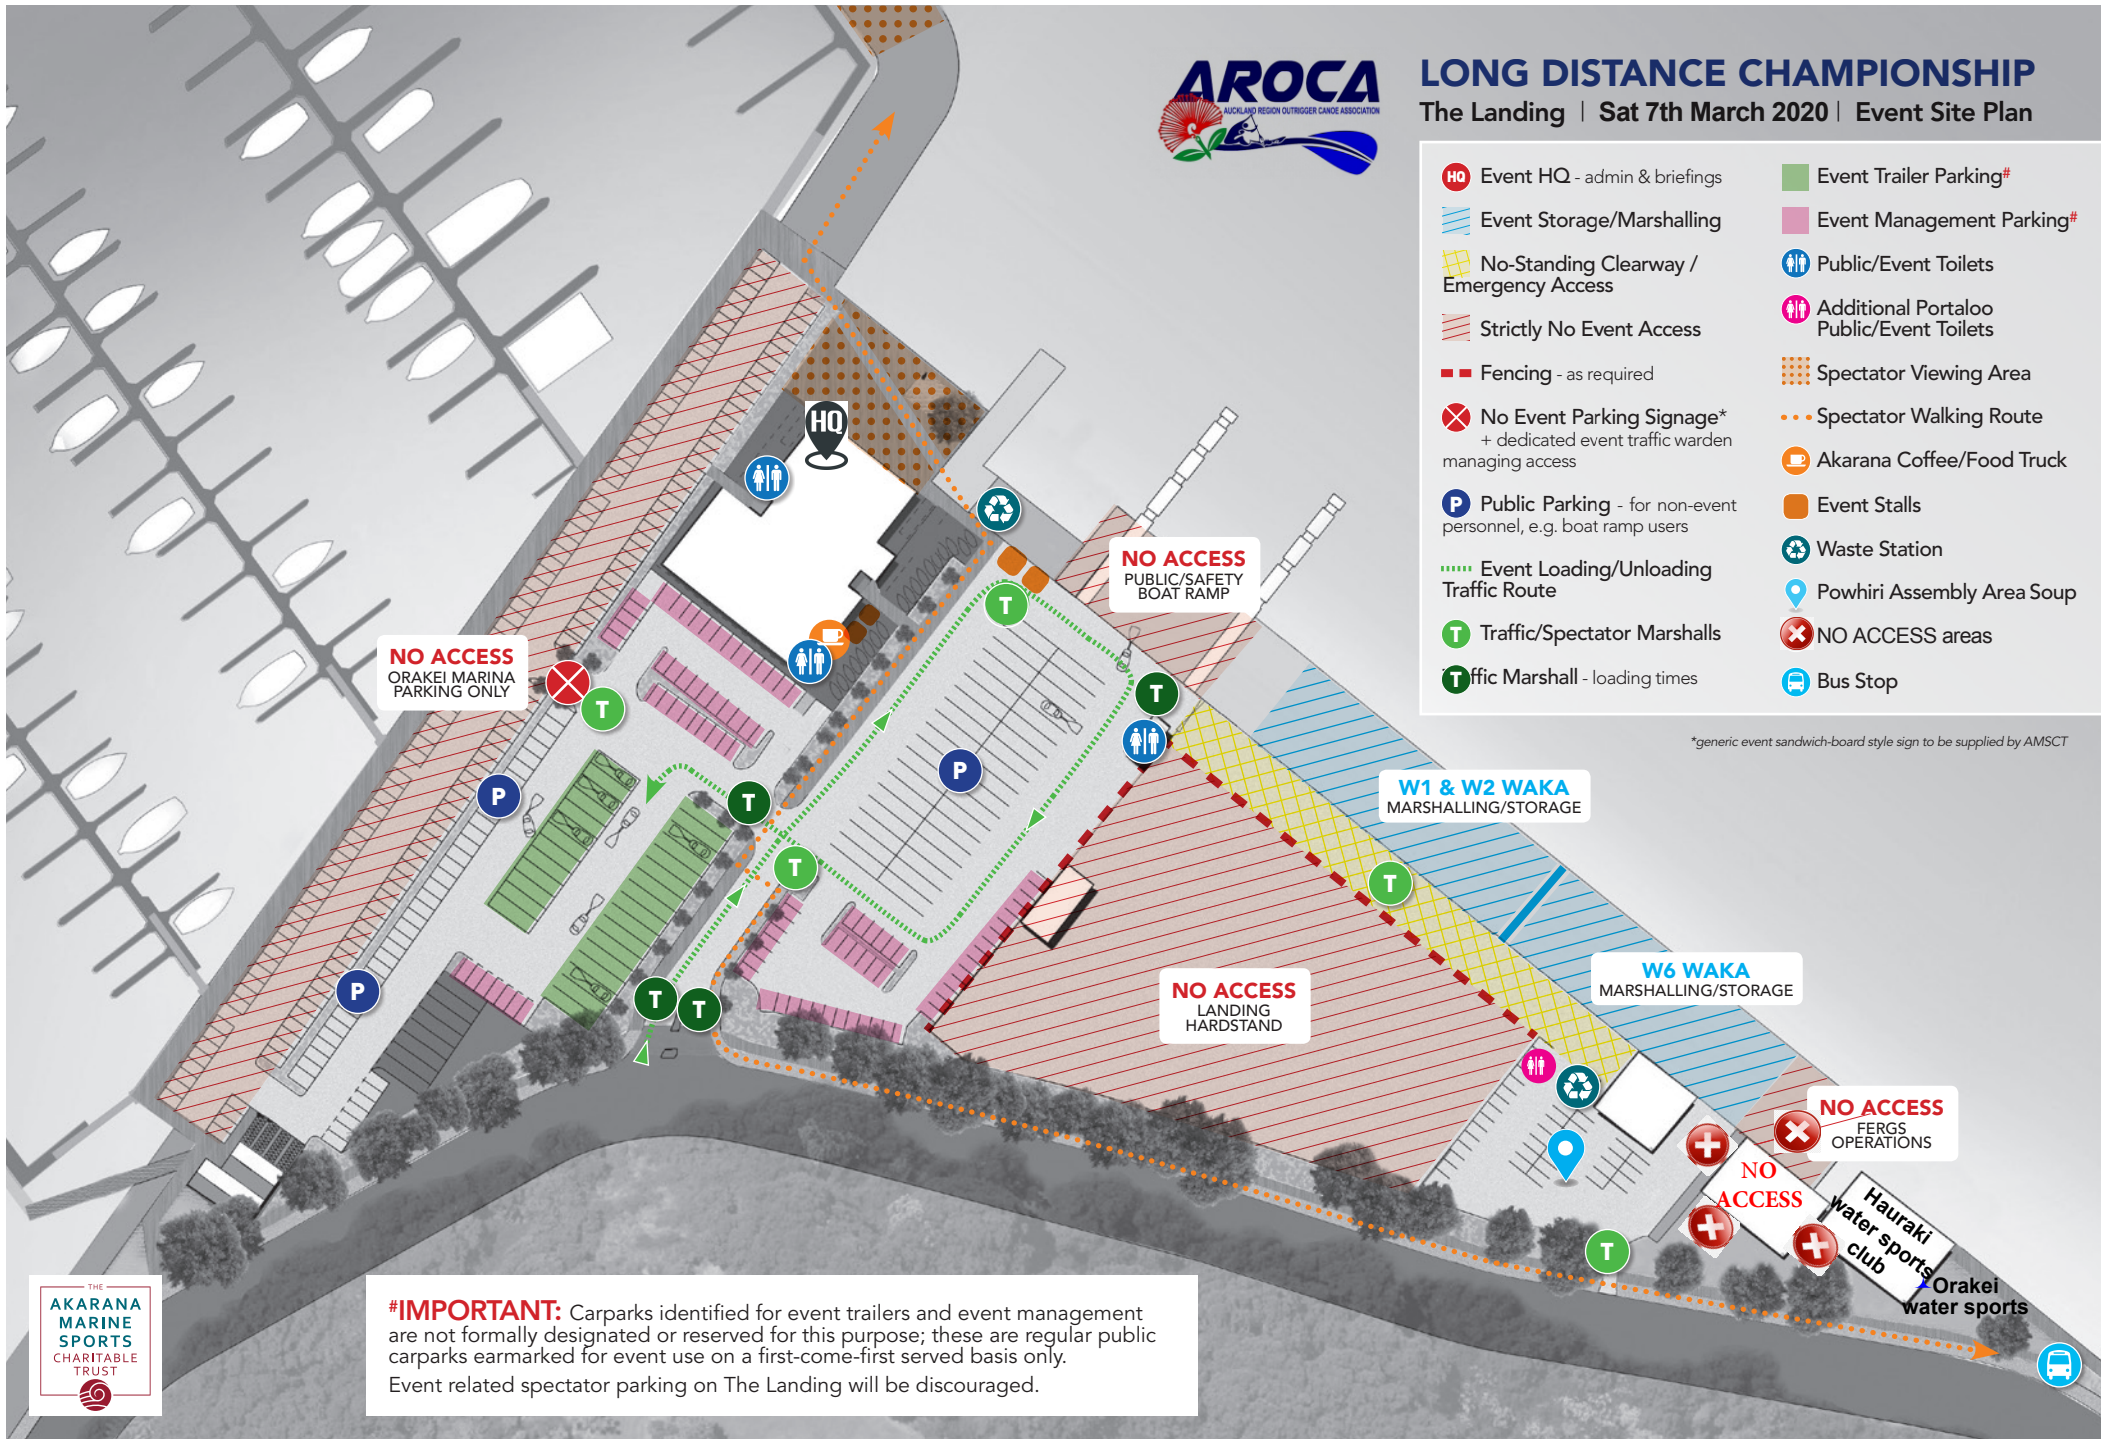 AROCA
AUCKLAND REGION OUTRIGGER CANOE ASSOCIATION
LONG DISTANCE CHAMPIONSHIP
The Landing | Sat 7th March 2020 | Event Site Plan
HQ Event HQ - admin & briefings
Event Storage/Marshalling
No-Standing Clearway /
Emergency Access
Strictly No Event Access
Fencing - as required
No Event Parking Signage*
+ dedicated event traffic warden
managing access
P Public Parking - for non-event
personnel, e.g. boat ramp users
Event Loading/Unloading
Traffic Route
T Traffic/Spectator Marshalls
T ffic Marshall - loading times
Event Trailer Parking#
Event Management Parking#
Public/Event Toilets
Additional Portaloo
Public/Event Toilets
Spectator Viewing Area
Spectator Walking Route
Akarana Coffee/Food Truck
Event Stalls
Waste Station
Powhiri Assembly Area Soup
NO ACCESS areas
Bus Stop
*generic event sandwich-board style sign to be supplied by AMSCT
HQ
NO ACCESS
PUBLIC/SAFETY
BOAT RAMP
T
NO ACCESS
ORAKEI MARINA
PARKING ONLY
T
T
P
P
W1 & W2 WAKA
MARSHALLING/STORAGE
T
T
T
W6 WAKA
MARSHALLING/STORAGE
P
T
T
NO ACCESS
LANDING
HARDSTAND
NO ACCESS
FERGS
OPERATIONS
NO
ACCESS
Hauraki
water sports
club
T
Orakei
water sports
THE
AKARANA
MARINE
SPORTS
CHARITABLE
TRUST
#IMPORTANT: Carparks identified for event trailers and event management
are not formally designated or reserved for this purpose; these are regular public
carparks earmarked for event use on a first-come-first served basis only.
Event related spectator parking on The Landing will be discouraged.